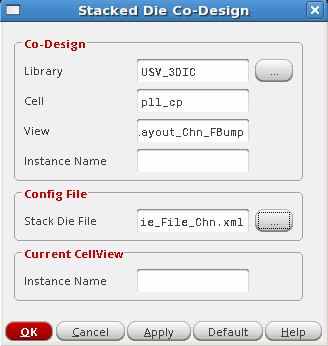 Stacked Die Co-Design
Co-Design
Library USV_3DIC ...
Cell pll_cp
View .ayout_Chn_FBump
Instance Name
Config File
Stack Die File ie_File_Chn.xml ...
Current CellView
Instance Name
OK Cancel Apply Default Help